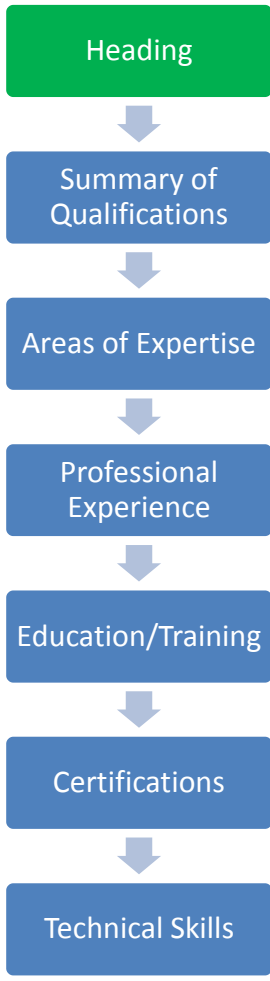 Heading
Summary of
Qualifications
Areas of Expertise
Professional
Experience
Education/Training
Certifications
Technical Skills